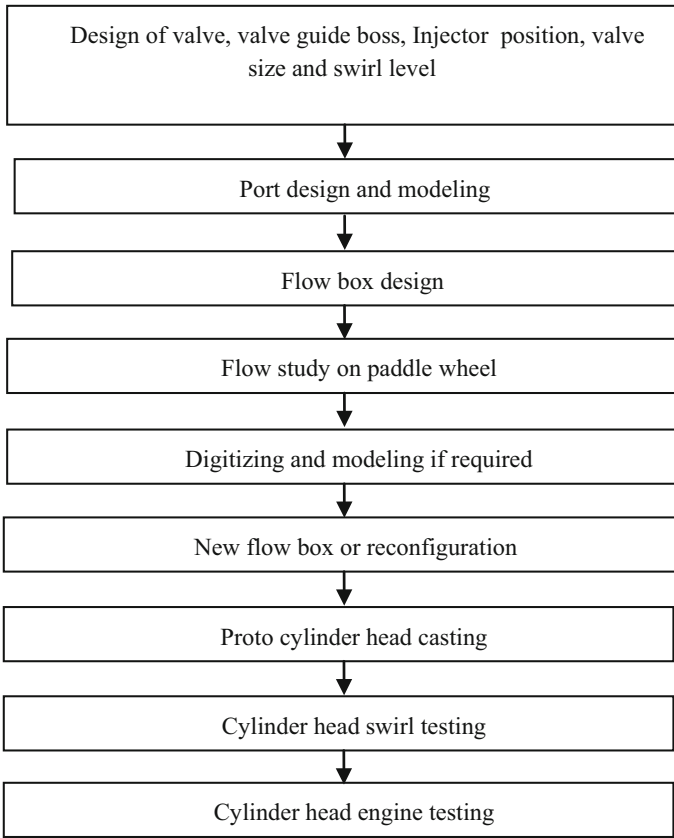 Design of valve, valve guide boss, Injector position, valve
size and swirl level
Port design and modeling
Flow box design
Flow study on paddle wheel
Digitizing and modeling if required
New flow box or reconfiguration
Proto cylinder head casting
Cylinder head swirl testing
Cylinder head engine testing